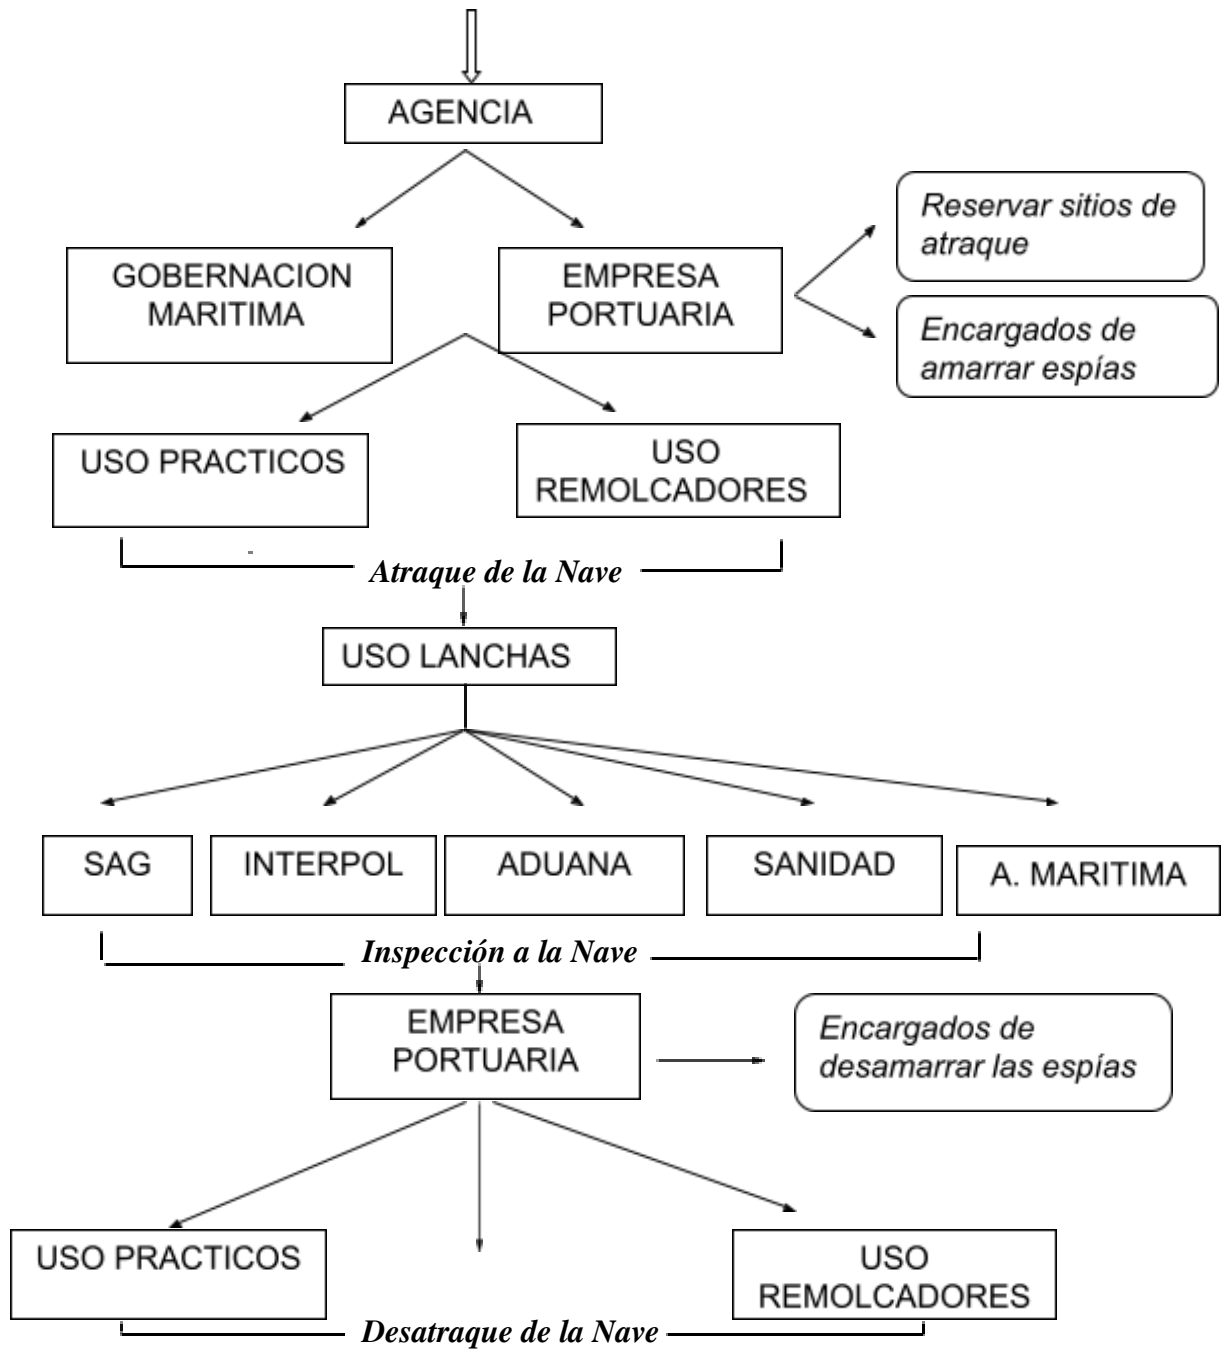 AGENCIA
GOBERNACION
MARITIMA
EMPRESA
PORTUARIA
Reservar sitios de
atraque
Encargados de
amarrar espías
USO PRACTICOS
USO
REMOLCADORES
Atraque de la Nave
USO LANCHAS
SAG
INTERPOL
ADUANA
SANIDAD
A. MARITIMA
Inspección a la Nave
EMPRESA
PORTUARIA
Encargados de
desamarrar las espías
USO PRACTICOS
USO
REMOLCADORES
Desatraque de la Nave